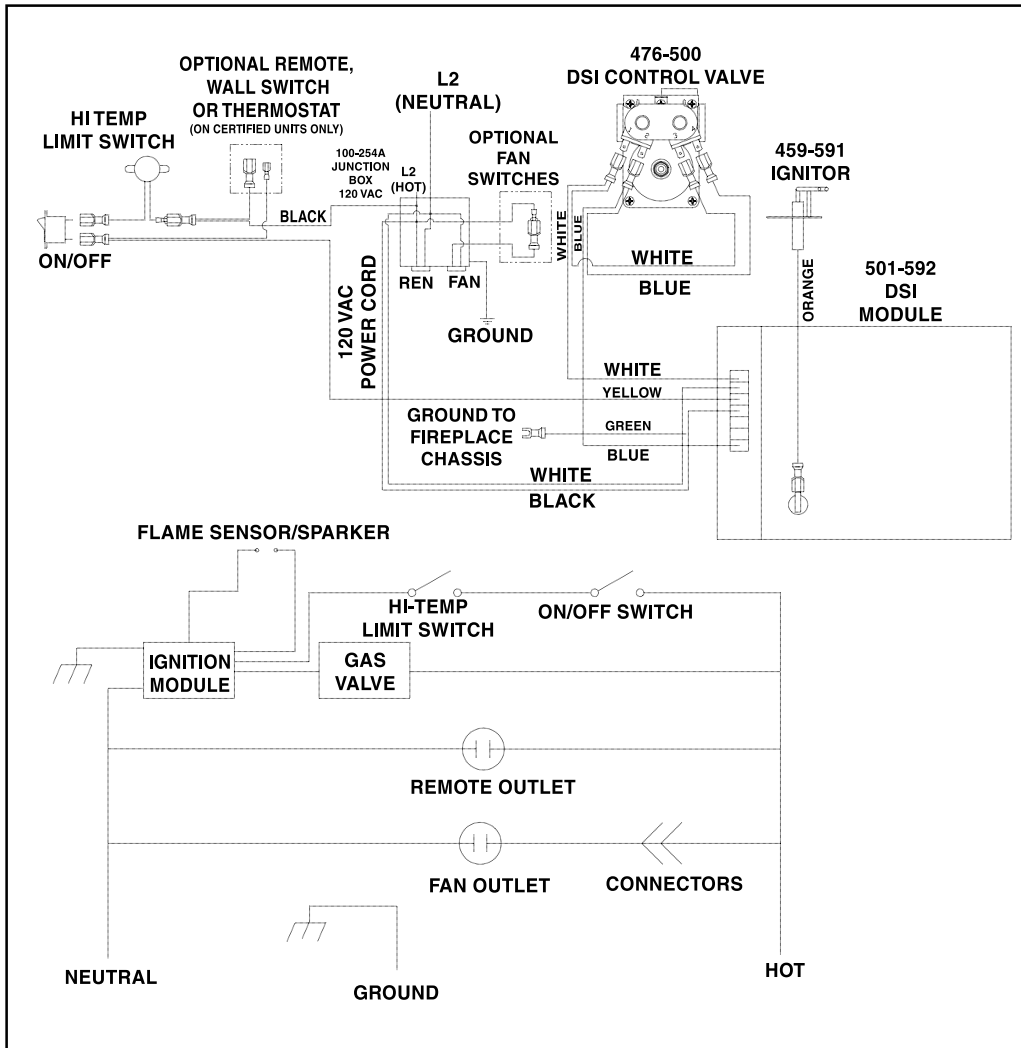 476-500
DSI CONTROL VALVE
OPTIONAL REMOTE,
WALL SWITCH
OR THERMOSTAT
(ON CERTIFIED UNITS ONLY)
L2
(NEUTRAL)
HI TEMP
LIMIT SWITCH
OPTIONAL
FAN
SWITCHES
459-591
IGNITOR
100-254A
JUNCTION
BOX
120 VAC
L2
(HOT)
BLACK
ON/OFF
REN
FAN
WHITE
BLUE
WHITE
BLUE
ORANGE
501-592
DSI
MODULE
120 VAC
POWER CORD
GROUND
WHITE
YELLOW
GROUND TO
FIREPLACE
CHASSIS
GREEN
BLUE
WHITE
BLACK
FLAME SENSOR/SPARKER
HI-TEMP
LIMIT SWITCH
ON/OFF SWITCH
IGNITION
MODULE
GAS
VALVE
REMOTE OUTLET
FAN OUTLET
CONNECTORS
NEUTRAL
GROUND
HOT